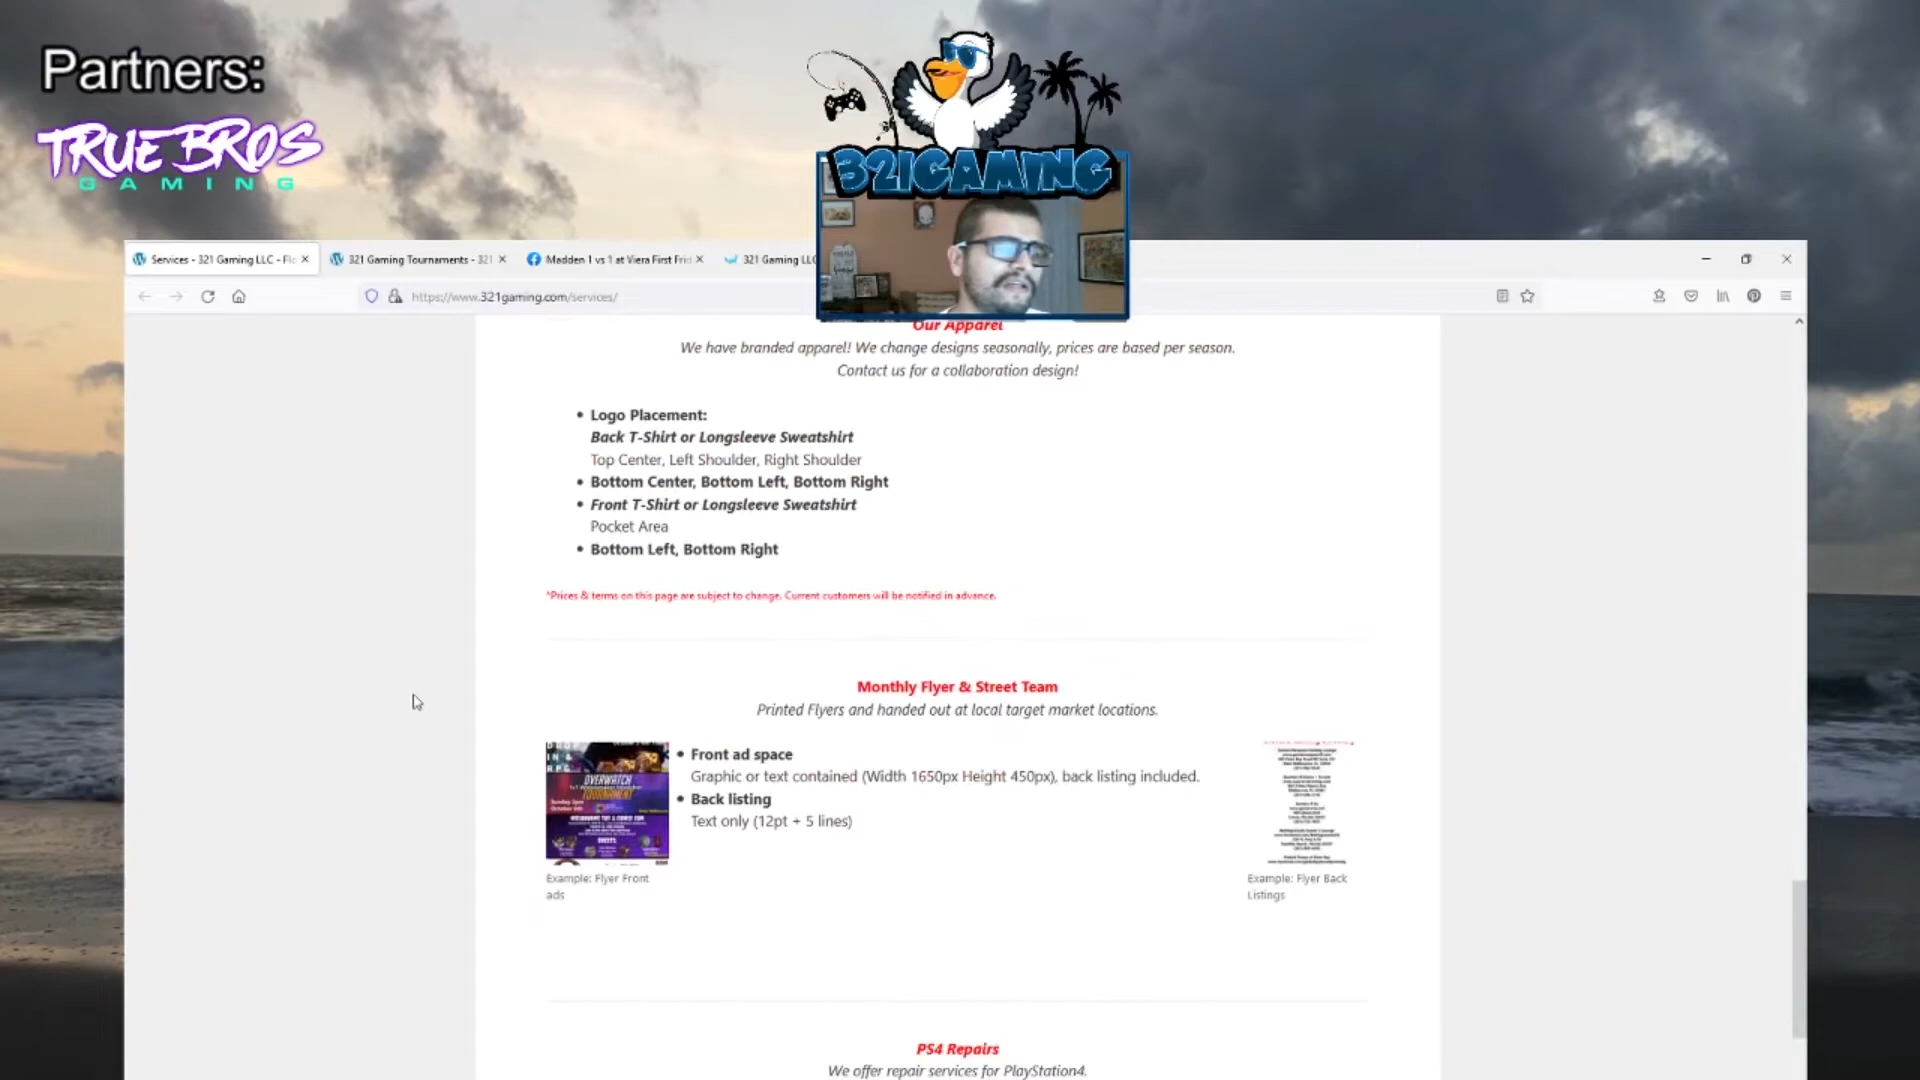 Partners:
TRUE BROS
GAMING
321GAMING
Services - 321 Gaming LLC - Flo
321 Gaming Tournaments - 321
Madden 1 vs 1 at Viera First Frid
321 Gaming LLC
https://www.321gaming.com/services/
Our Apparel
We have branded apparel! We change designs seasonally, prices are based per season.
Contact us for a collaboration design!
• Logo Placement:
Back T-Shirt or Longsleeve Sweatshirt
Top Center, Left Shoulder, Right Shoulder
• Bottom Center, Bottom Left, Bottom Right
• Front T-Shirt or Longsleeve Sweatshirt
Pocket Area
• Bottom Left, Bottom Right
*Prices & terms on this page are subject to change. Current customers will be notified in advance.
Monthly Flyer & Street Team
Printed Flyers and handed out at local target market locations.
OVERWATCH
TOURNAMENT
Sunday 2pm
• Front ad space
Graphic or text contained (Width 1650px Height 450px), back listing included.
• Back listing
Text only (12pt + 5 lines)
Example: Flyer Front
ads
Example: Flyer Back
Listings
PS4 Repairs
We offer repair services for PlayStation4.